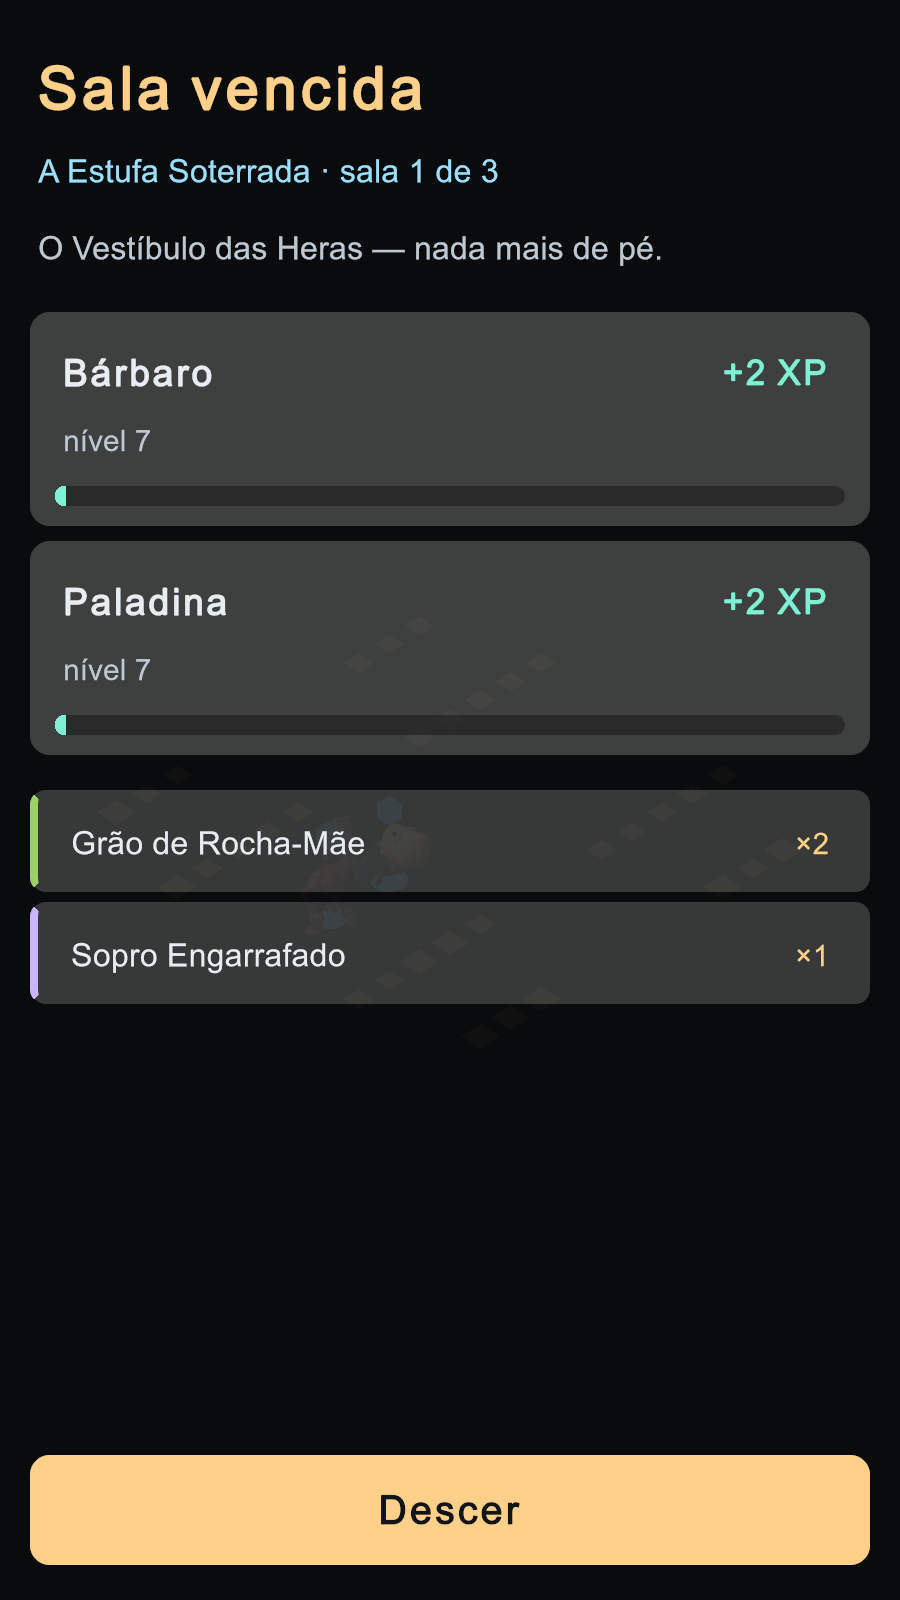 Sala vencida
A Estufa Soterrada · sala 1 de 3
O Vestíbulo das Heras — nada mais de pé.
Bárbaro +2 XP
nível 7
Paladina +2 XP
nível 7
Grão de Rocha-Mãe ×2
Sopro Engarrafado ×1
Descer